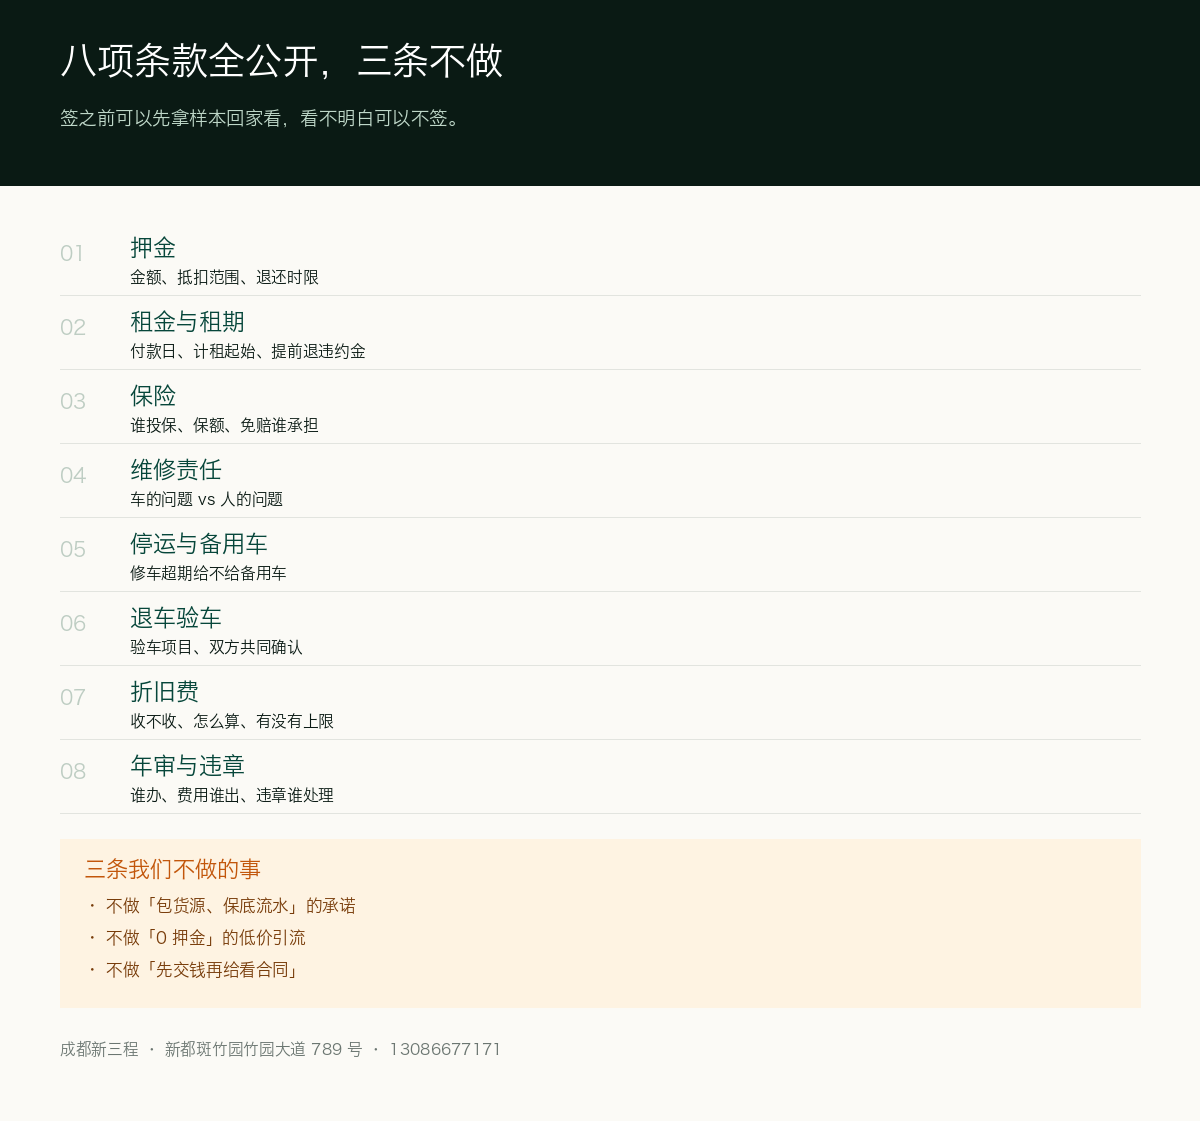 八项条款全公开，三条不做
签之前可以先拿样本回家看，看不明白可以不签。
01
押金
金额、抵扣范围、退还时限
02
租金与租期
付款日、计租起始、提前退违约金
03
保险
谁投保、保额、免赔谁承担
04
维修责任
车的问题 vs 人的问题
05
停运与备用车
修车超期给不给备用车
06
退车验车
验车项目、双方共同确认
07
折旧费
收不收、怎么算、有没有上限
08
年审与违章
谁办、费用谁出、违章谁处理
三条我们不做的事
· 不做「包货源、保底流水」的承诺
· 不做「0 押金」的低价引流
· 不做「先交钱再给看合同」
成都新三程 · 新都斑竹园竹园大道 789 号 · 13086677171